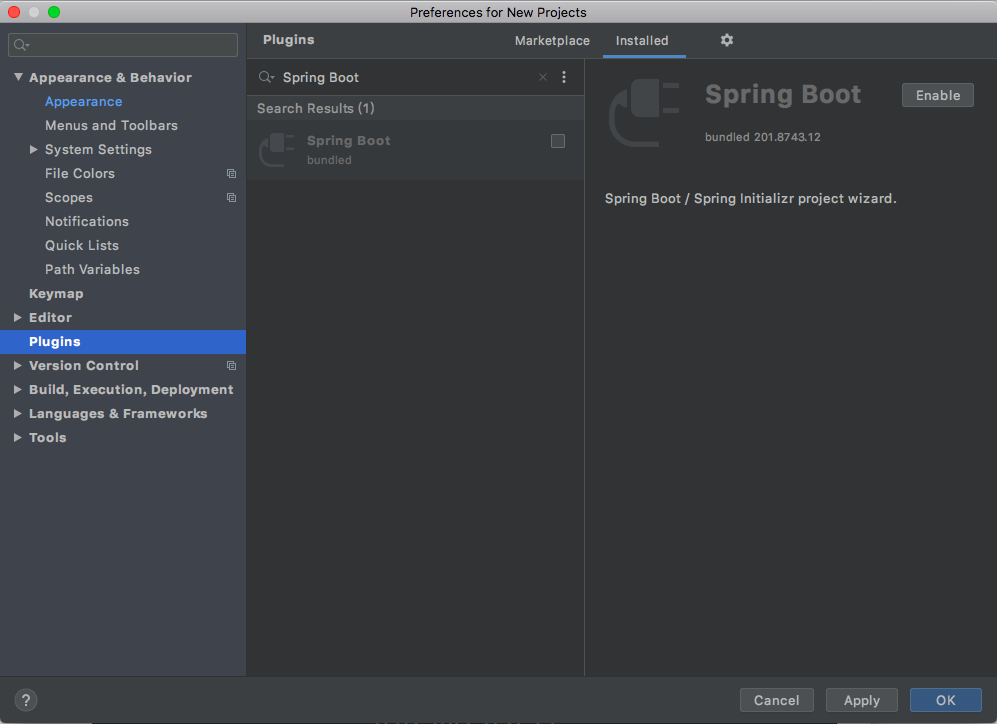 Preferences for New Projects
Appearance & Behavior
Appearance
Menus and Toolbars
System Settings
File Colors
Scopes
Notifications
Quick Lists
Path Variables
Keymap
Editor
Plugins
Version Control
Build, Execution, Deployment
Languages & Frameworks
Tools
Plugins
Marketplace
Installed
Spring Boot
Search Results (1)
Spring Boot
bundled
Spring Boot
Enable
bundled 201.8743.12
Spring Boot / Spring Initializr project wizard.
?
Cancel
Apply
OK